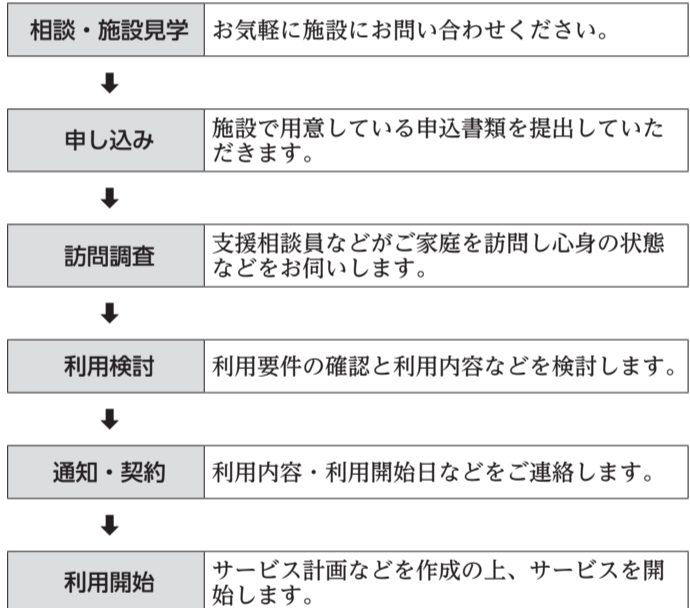 相談・施設見学
お気軽に施設にお問い合わせください。
申し込み
施設で用意している申込書類を提出していた
だきます。
訪問調査
支援相談員などがご家庭を訪問し心身の状態
などをお伺いします。
利用検討
利用要件の確認と利用内容などを検討します。
通知・契約
利用内容・利用開始日などをご連絡します。
利用開始
サービス計画などを作成の上、サービスを開
始します。